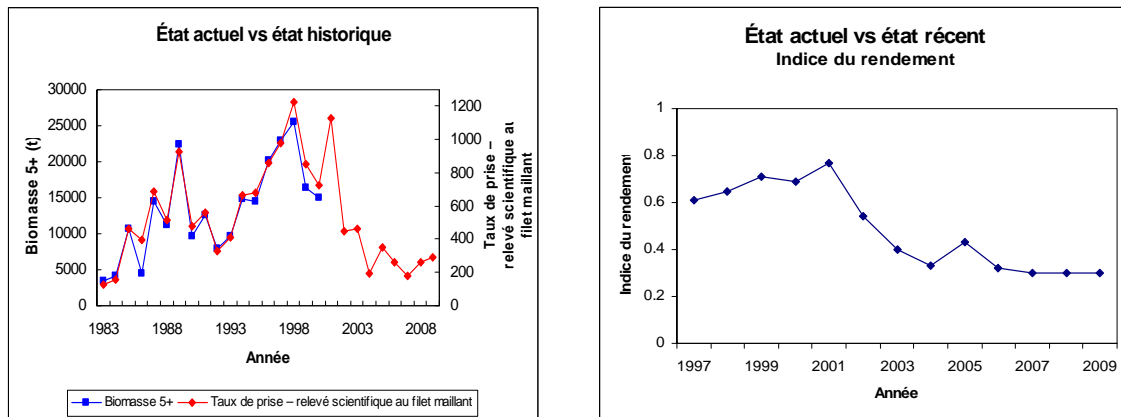 État actuel vs état historique
30000
25000
20000
15000
10000
5000
0
Biomasse 5+ (t)
1200
1000
800
600
400
200
0
Taux de prise –
relevé scientifique au
filet maillant
1983 1988 1993 1998 2003 2008
Année
Biomasse 5+ Taux de prise – relevé scientifique au filet maillant
État actuel vs état récent
Indice du rendement
1
0.8
0.6
0.4
0.2
0
Indice du rendement
1997 1999 2001 2003 2005 2007 2009
Année